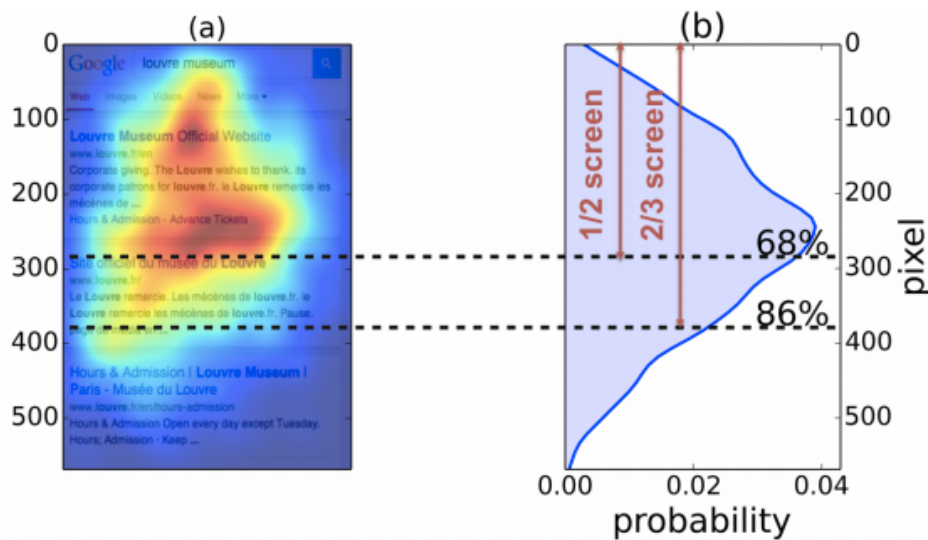 (a)
(b)
0
100
200
300
400
500
Google
louvre museum
Web Images Videos News More
Louvre Museum Official Website
www.louvre.fr/en
Corporate giving. The Louvre wishes to thank, its
corporate patrons for louvre.fr. le Louvre remercie les
mécènes de ...
Hours & Admission - Advance Tickets
Site officiel du musée du Louvre
www.louvre.fr/
Le Louvre remercie. Les mécènes de louvre.fr. le
Louvre remercie les mécènes de louvre.fr. Pause.
Hours & Admission | Louvre Museum |
Paris - Musée du Louvre
www.louvre.fr/en/hours-admission
Hours & Admission Open every day except Tuesday.
Hours; Admission · Keep ...
1/2 screen
2/3 screen
68%
86%
0
100
200
300
400
500
pixel
0.00 0.02 0.04
probability